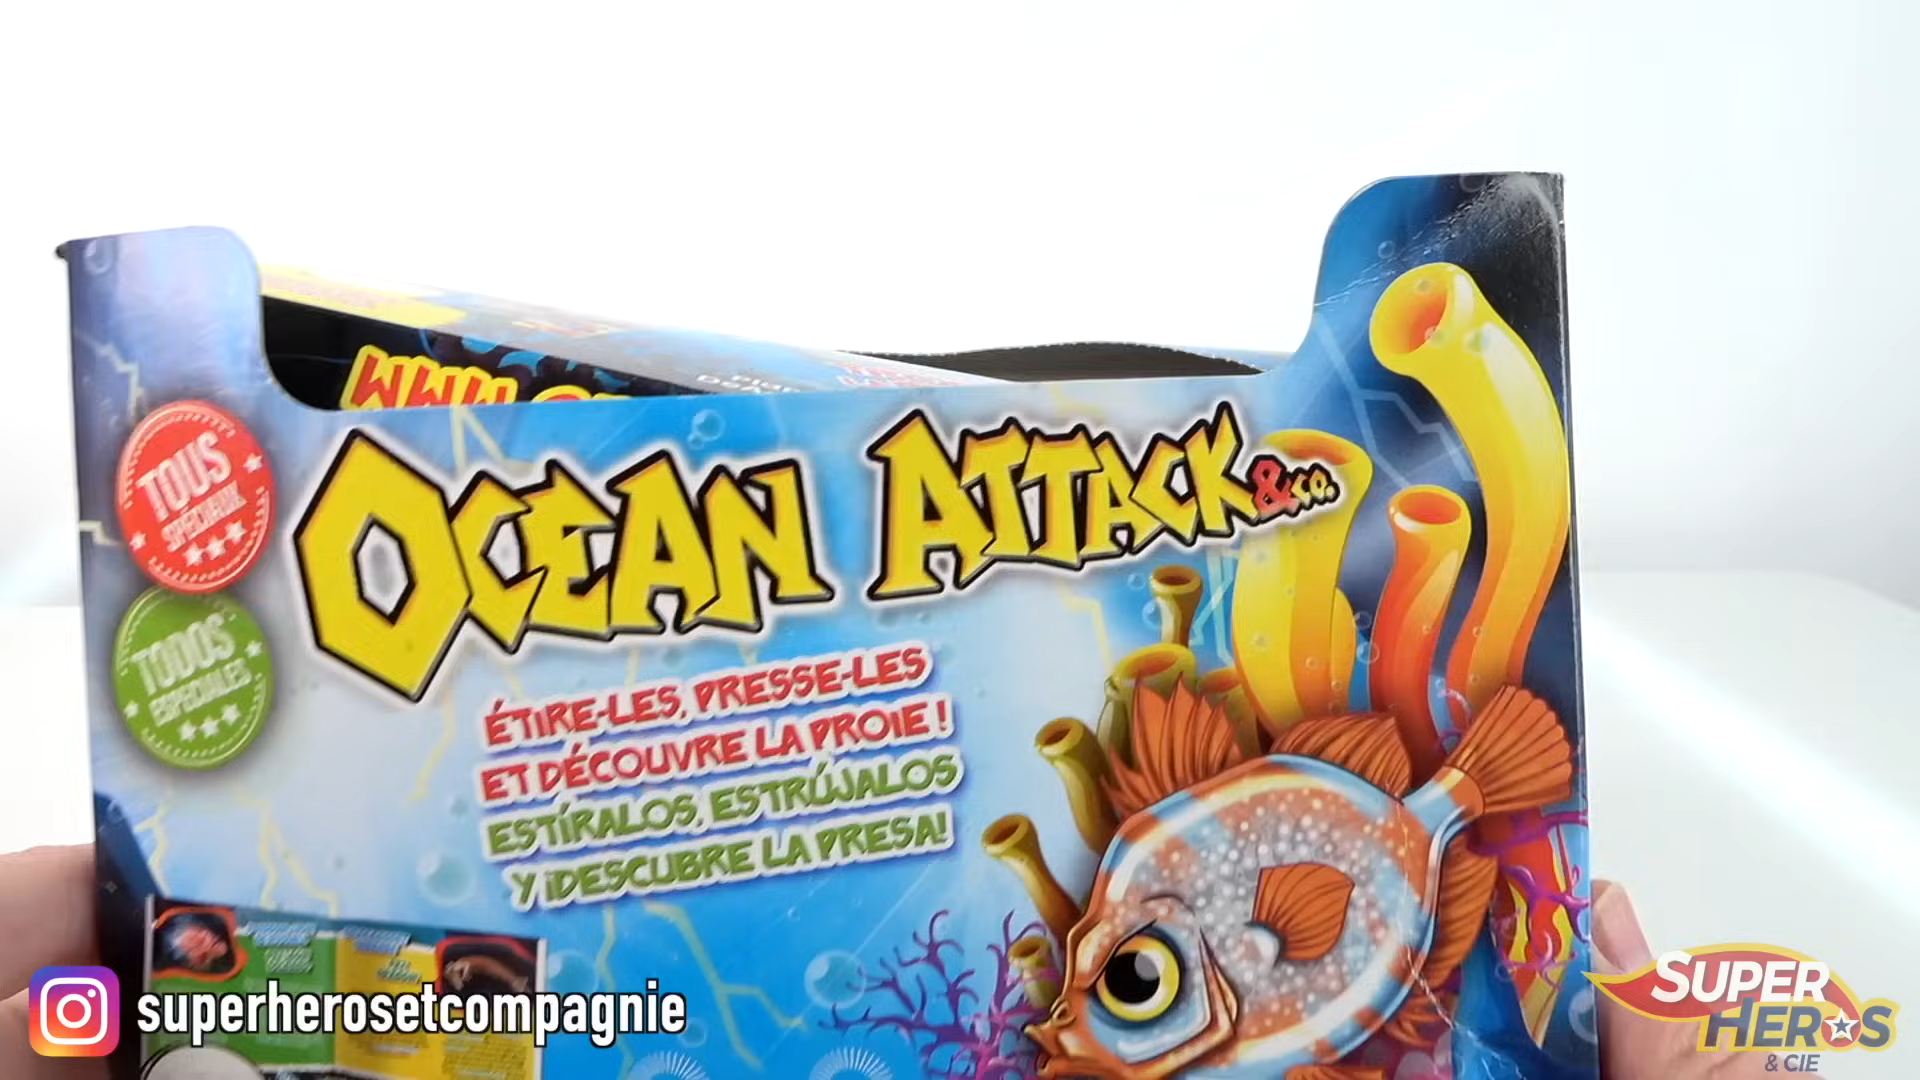 TOUS
SPÉCIAUX
TODOS
ESPECIALES
OCEAN ATTACK &CO.
ÉTIRE-LES, PRESSE-LES
ET DÉCOUVRE LA PROIE !
ESTÍRALOS, ESTRÚJALOS
Y ¡DESCUBRE LA PRESA!
superherosetcompagnie
SUPER
HEROS
& CIE